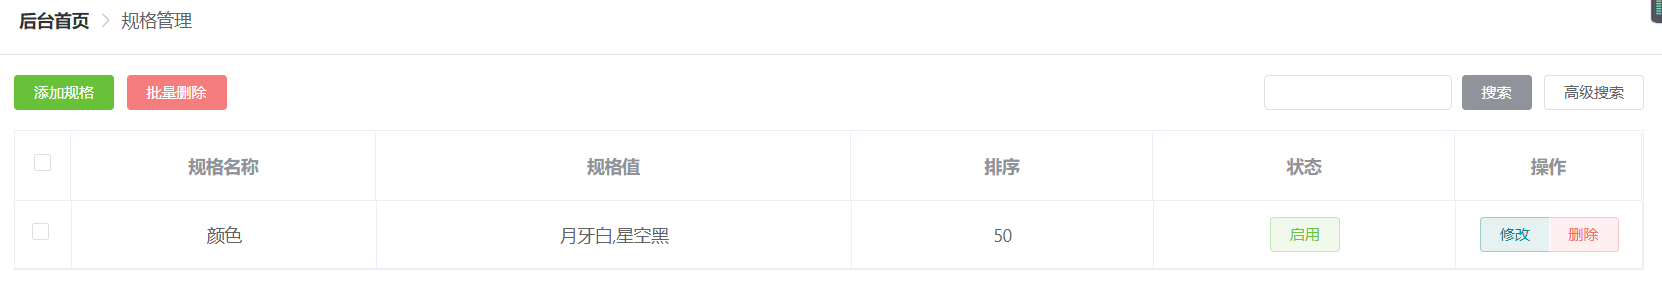 后台首页 > 规格管理
添加规格 批量删除 搜索 高级搜索
规格名称 规格值 排序 状态 操作
颜色 月牙白,星空黑 50 启用 修改 删除